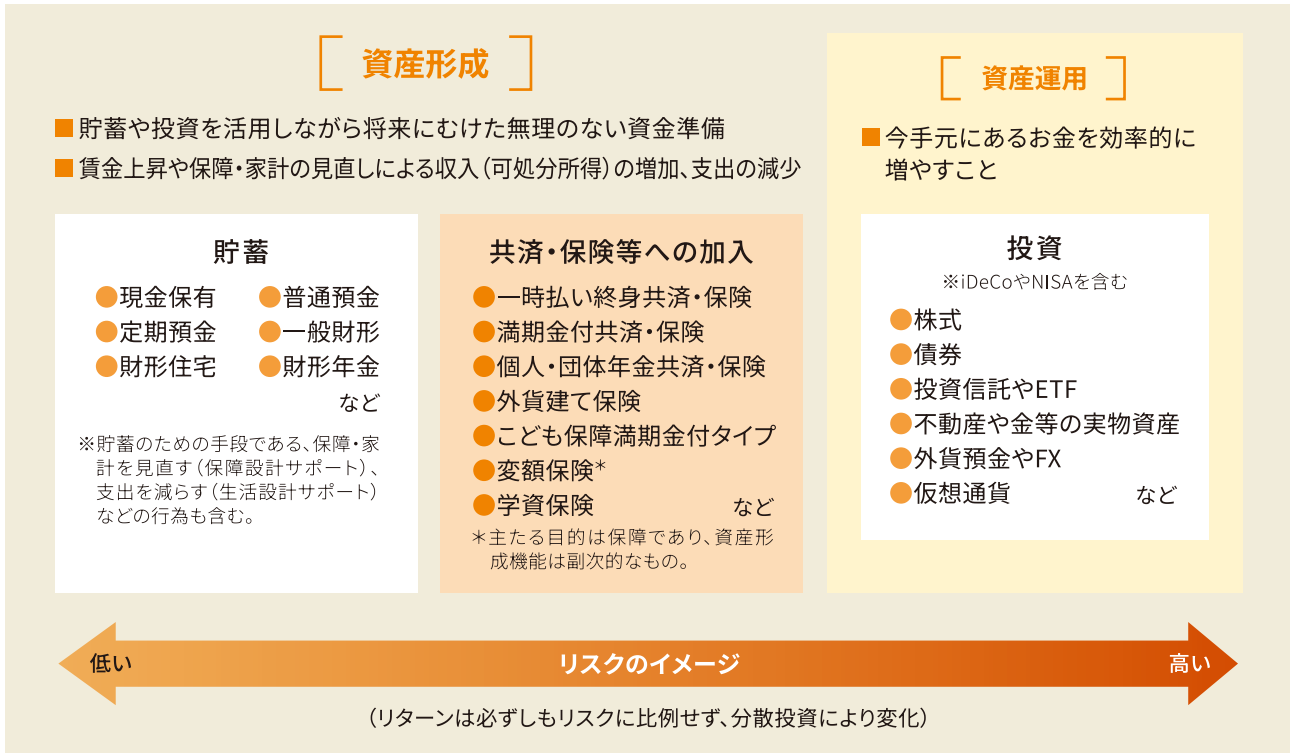 資産形成
■貯蓄や投資を活用しながら将来にむけた無理のない資金準備
■賃金上昇や保障・家計の見直しによる収入（可処分所得）の増加、支出の減少
貯蓄
●現金保有 ●普通預金
●定期預金 ●一般財形
●財形住宅 ●財形年金
など
※貯蓄のための手段である、保障・家
計を見直す（保障設計サポート）、
支出を減らす（生活設計サポート）
などの行為も含む。
共済・保険等への加入
●一時払い終身共済・保険
●満期金付共済・保険
●個人・団体年金共済・保険
●外貨建て保険
●こども保障満期金付タイプ
●変額保険＊
●学資保険 など
＊主たる目的は保障であり、資産形
成機能は副次的なもの。
資産運用
■今手元にあるお金を効率的に
増やすこと
投資
※iDeCoやNISAを含む
●株式
●債券
●投資信託やETF
●不動産や金等の実物資産
●外貨預金やFX
●仮想通貨 など
低い リスクのイメージ 高い
（リターンは必ずしもリスクに比例せず、分散投資により変化）